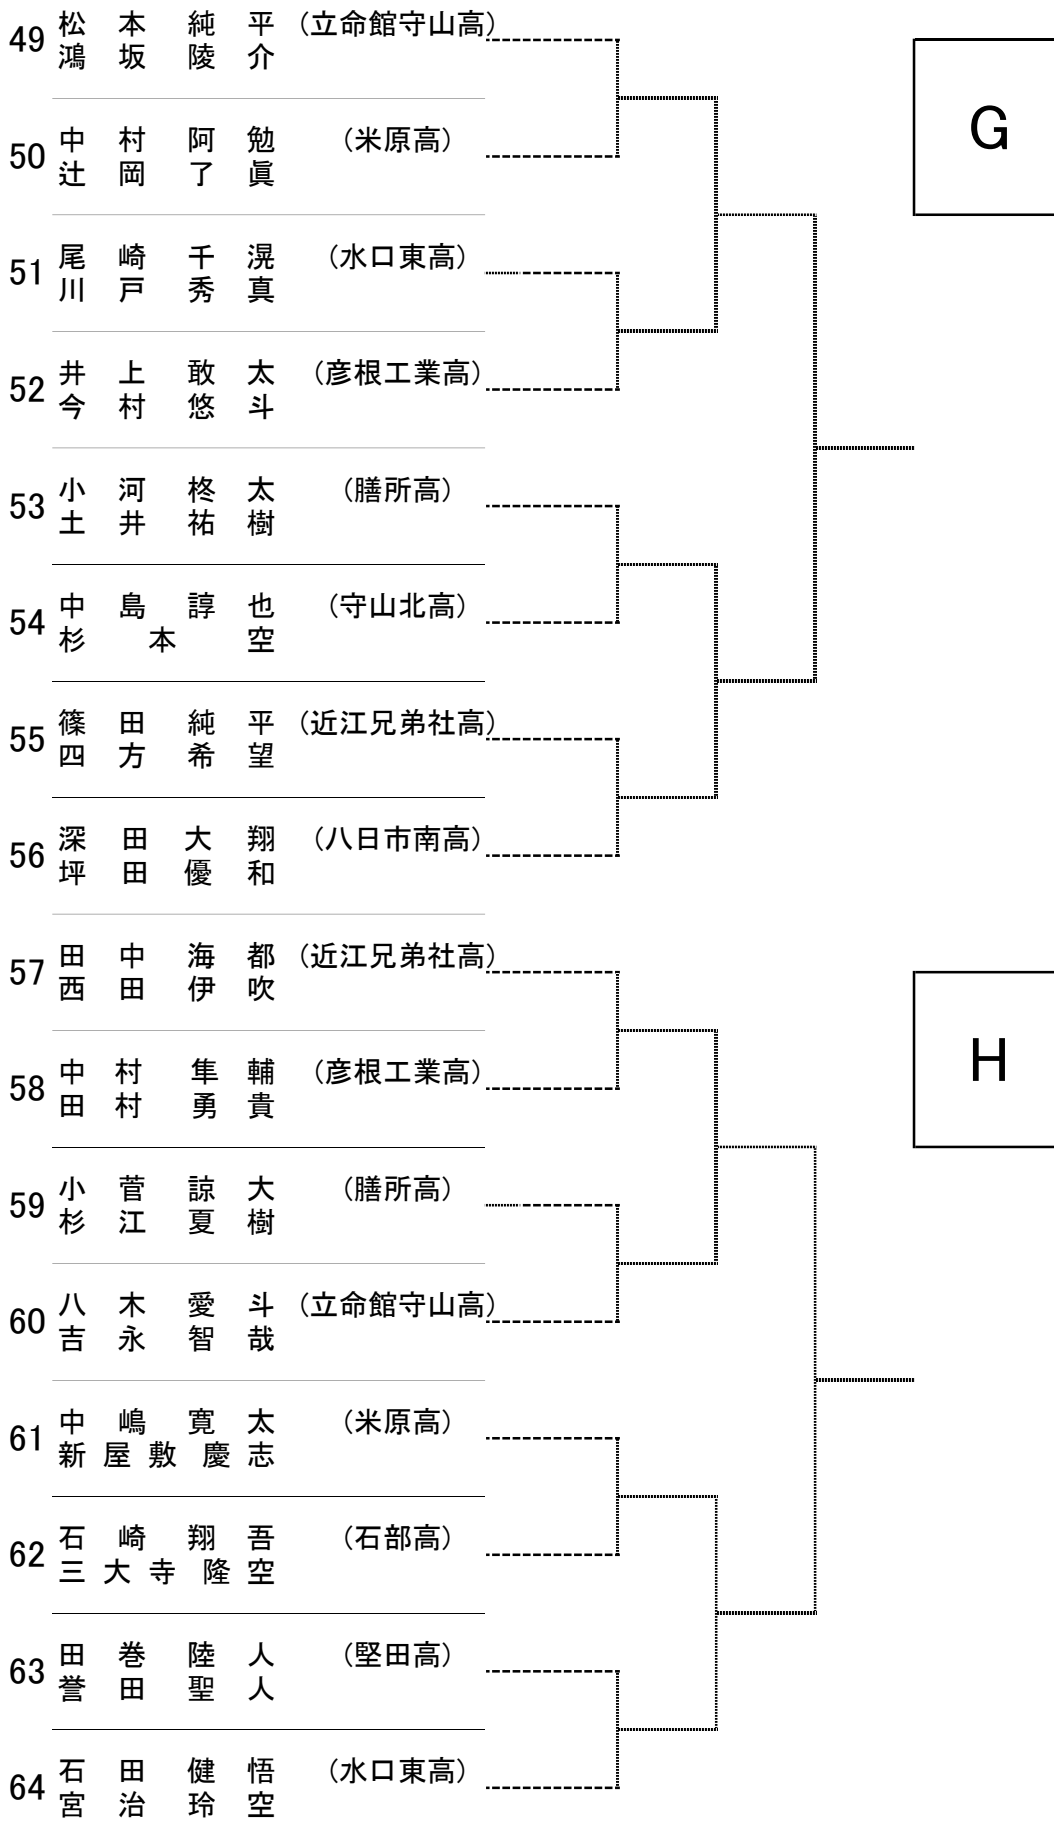 49 松本純平 (立命館守山高)
鴻坂陵介
G
50 中村阿勉 (米原高)
辻岡了眞
51 尾崎千滉 (水口東高)
川戸秀真
52 井上敢太 (彦根工業高)
今村悠斗
53 小河柊太 (膳所高)
土井祐樹
54 中島諄也 (守山北高)
杉本空
55 篠田純平 (近江兄弟社高)
四方希望
56 深田大翔 (八日市南高)
坪田優和
57 田中海都 (近江兄弟社高)
西田伊吹
H
58 中村隼輔 (彦根工業高)
田村勇貴
59 小菅諒大 (膳所高)
杉江夏樹
60 八木愛斗 (立命館守山高)
吉永智哉
61 中嶋寛太 (米原高)
新屋敷慶志
62 石崎翔吾 (石部高)
三大寺隆空
63 田巻陸人 (堅田高)
誉田聖人
64 石田健悟 (水口東高)
宮治玲空